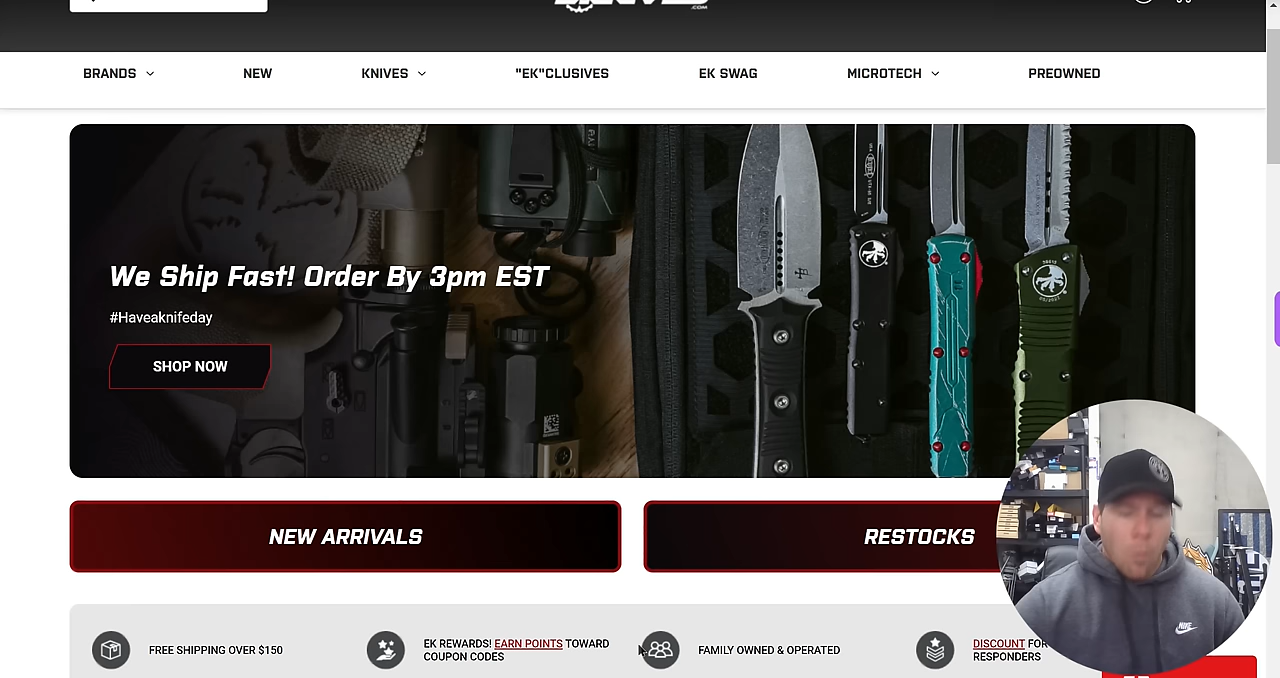 .COM
BRANDS
NEW
KNIVES
"EK"CLUSIVES
EK SWAG
MICROTECH
PREOWNED
We Ship Fast! Order By 3pm EST
#Haveaknifeday
SHOP NOW
NEW ARRIVALS
RESTOCKS
FREE SHIPPING OVER $150
EK REWARDS! EARN POINTS TOWARD
COUPON CODES
FAMILY OWNED & OPERATED
DISCOUNT FOR
RESPONDERS